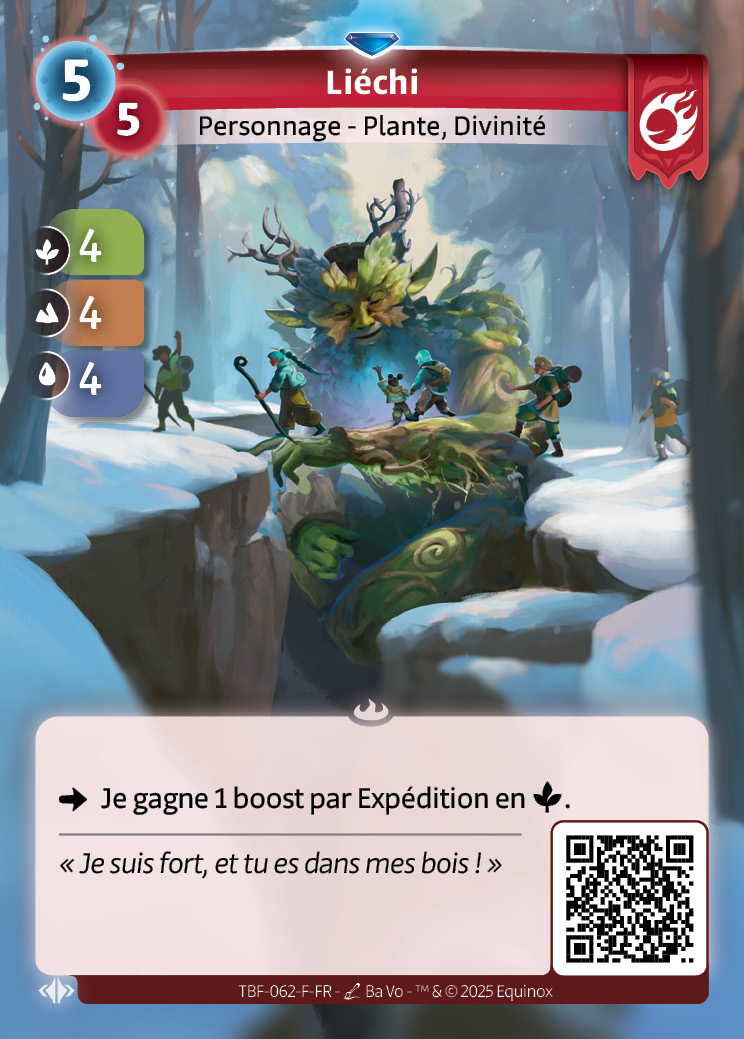 5
Liéchi
5
Personnage - Plante, Divinité
4
4
4
Je gagne 1 boost par Expédition en .
« Je suis fort, et tu es dans mes bois ! »
TBF-062-F-FR - Ba Vo - ™ & © 2025 Equinox